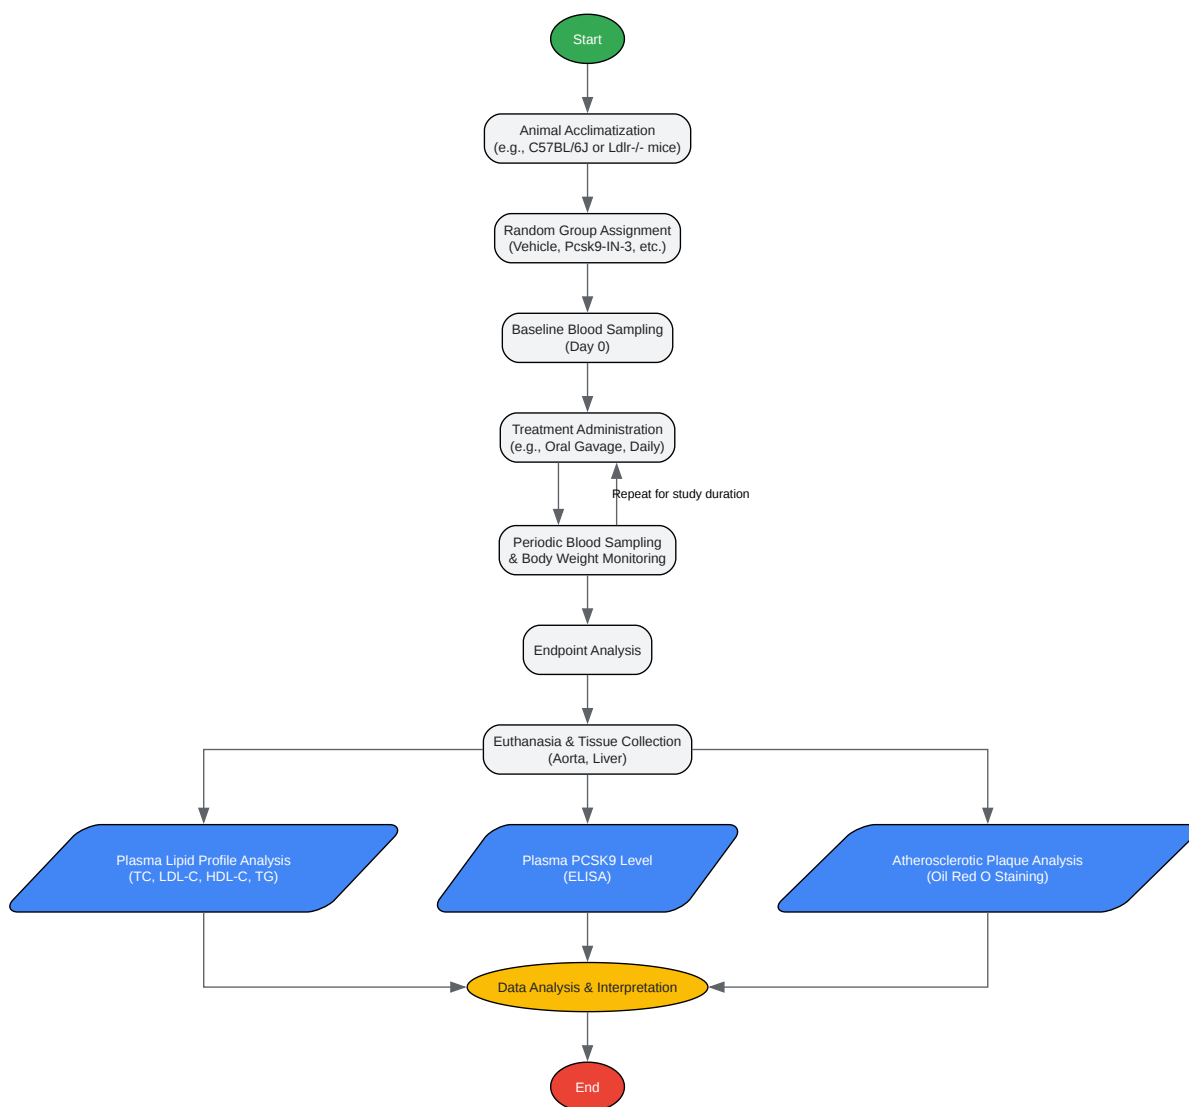 Start
Animal Acclimatization
(e.g., C57BL/6J or Ldlr-/- mice)
Random Group Assignment
(Vehicle, Pcsk9-IN-3, etc.)
Baseline Blood Sampling
(Day 0)
Treatment Administration
(e.g., Oral Gavage, Daily)
Repeat for study duration
Periodic Blood Sampling
& Body Weight Monitoring
Endpoint Analysis
Euthanasia & Tissue Collection
(Aorta, Liver)
Plasma Lipid Profile Analysis
(TC, LDL-C, HDL-C, TG)
Plasma PCSK9 Level
(ELISA)
Atherosclerotic Plaque Analysis
(Oil Red O Staining)
Data Analysis & Interpretation
End